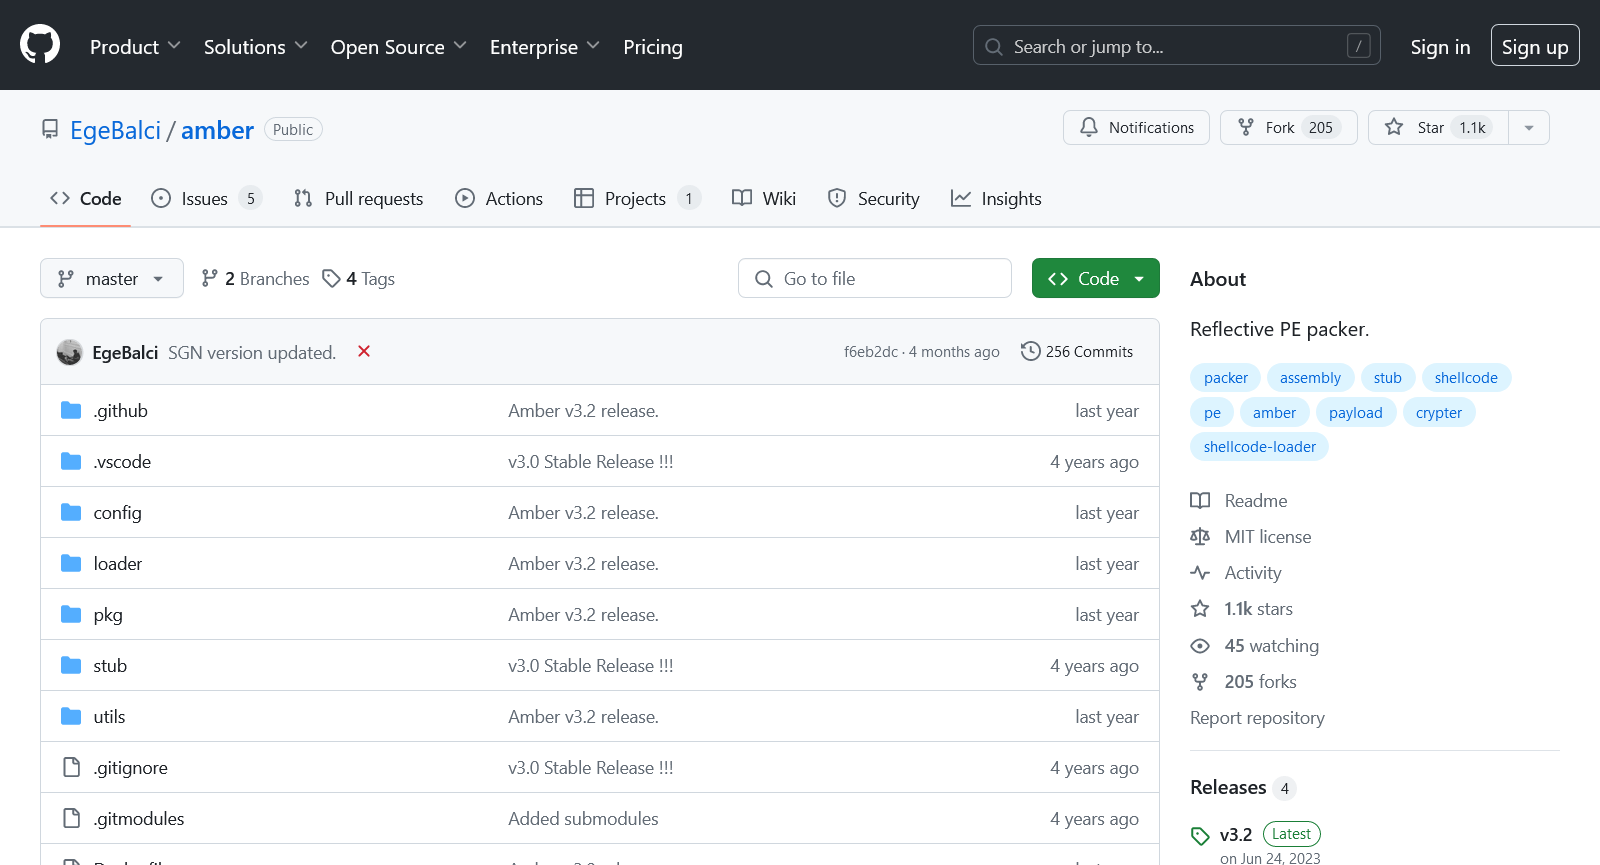 Product Solutions Open Source Enterprise Pricing Search or jump to... / Sign in Sign up
EgeBalci / amber Public Notifications Fork 205 Star 1.1k
Code Issues 5 Pull requests Actions Projects 1 Wiki Security Insights
master 2 Branches 4 Tags Go to file Code
EgeBalci SGN version updated. f6eb2dc · 4 months ago 256 Commits
.github Amber v3.2 release. last year
.vscode v3.0 Stable Release !!! 4 years ago
config Amber v3.2 release. last year
loader Amber v3.2 release. last year
pkg Amber v3.2 release. last year
stub v3.0 Stable Release !!! 4 years ago
utils Amber v3.2 release. last year
.gitignore v3.0 Stable Release !!! 4 years ago
.gitmodules Added submodules 4 years ago
About
Reflective PE packer.
packer assembly stub shellcode
pe amber payload crypter
shellcode-loader
Readme
MIT license
Activity
1.1k stars
45 watching
205 forks
Report repository
Releases 4
v3.2 Latest
on Jun 24, 2023